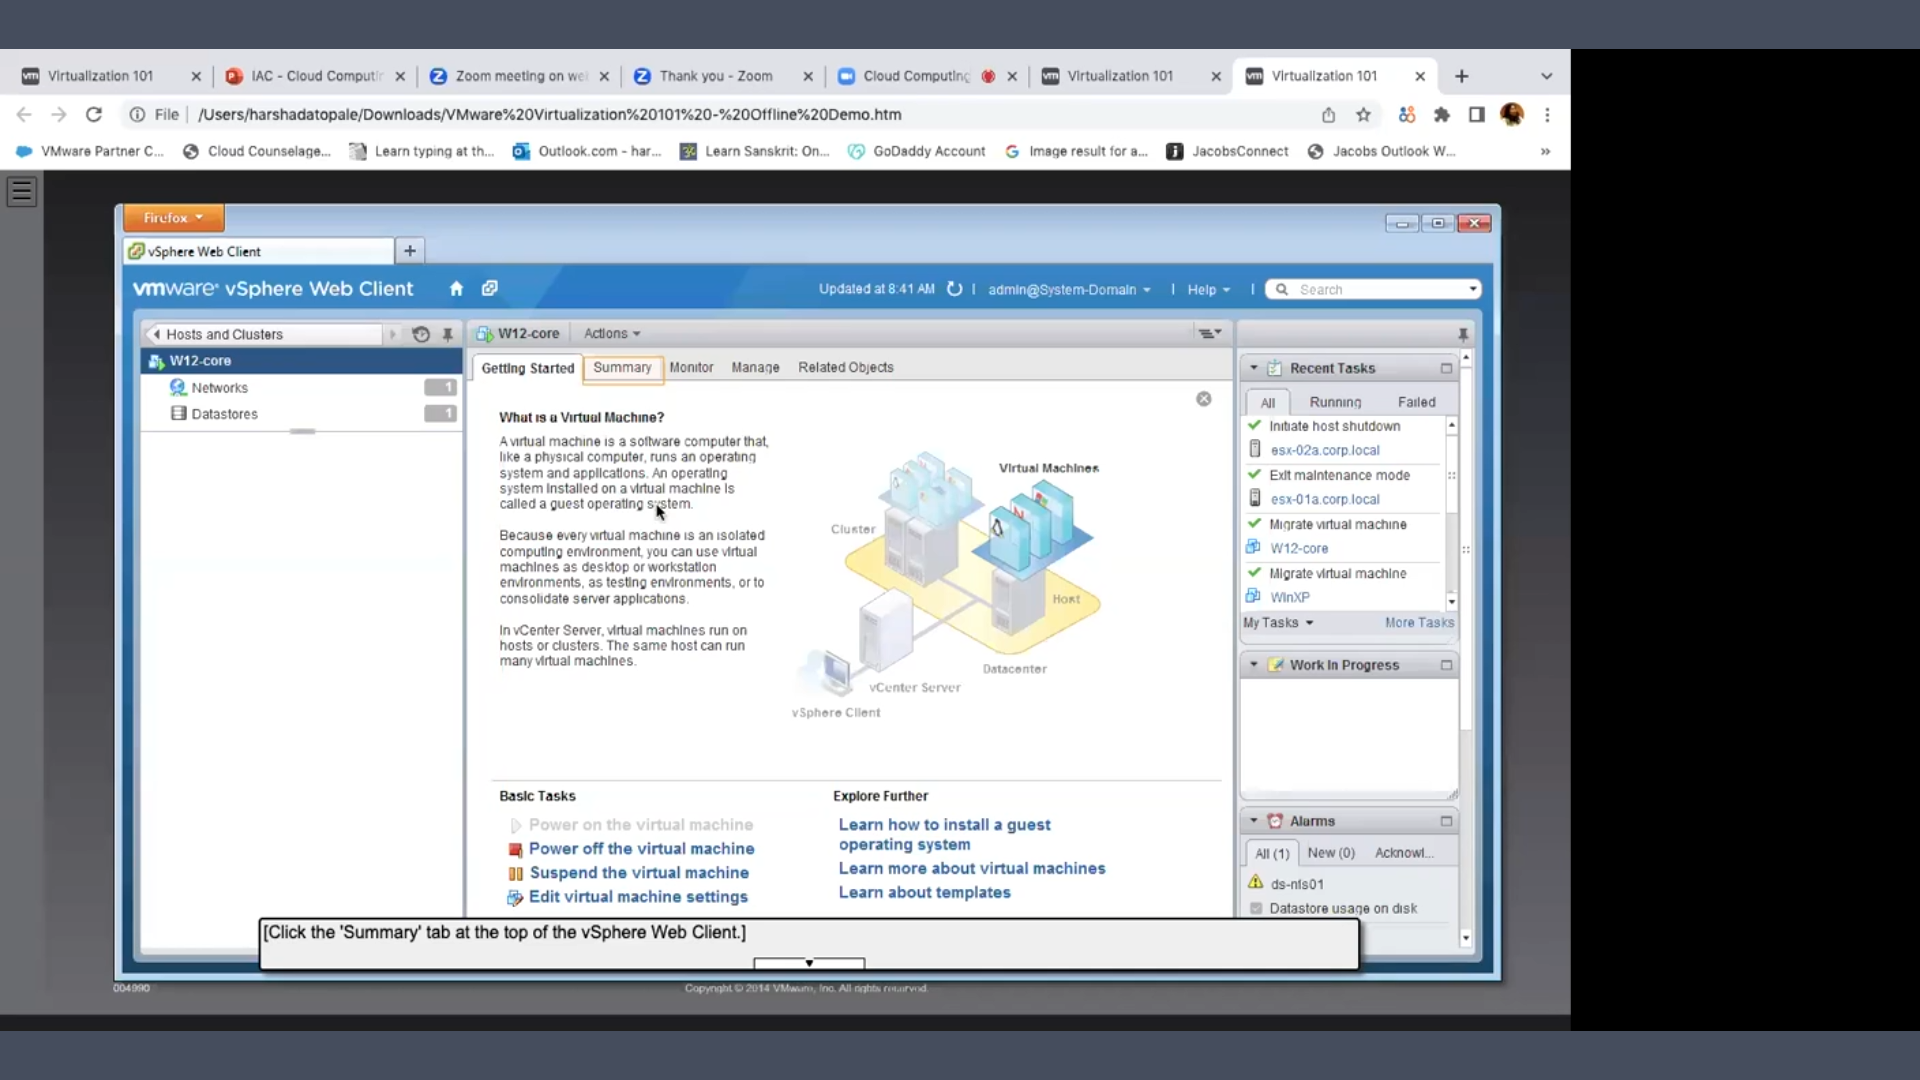 Virtualization 101
IAC - Cloud Computin
Zoom meeting on we
Thank you - Zoom
Cloud Computing
Virtualization 101
Virtualization 101
File
/Users/harshadatopale/Downloads/VMware%20Virtualization%20101%20-%20Offline%20Demo.htm
VMware Partner C...
Cloud Counselage...
Learn typing at th...
Outlook.com - har...
Learn Sanskrit: On...
GoDaddy Account
Image result for a...
JacobsConnect
Jacobs Outlook W...
Firefox
vSphere Web Client
vmware® vSphere Web Client
Updated at 8:41 AM
admin@System-Domain
Help
Search
Hosts and Clusters
W12-core
Networks 1
Datastores 1
W12-core
Actions
Getting Started
Summary
Monitor
Manage
Related Objects
What is a Virtual Machine?
A virtual machine is a software computer that,
like a physical computer, runs an operating
system and applications. An operating
system installed on a virtual machine is
called a guest operating system.
Because every virtual machine is an isolated
computing environment, you can use virtual
machines as desktop or workstation
environments, as testing environments, or to
consolidate server applications.
In vCenter Server, virtual machines run on
hosts or clusters. The same host can run
many virtual machines.
Virtual Machines
Cluster
Host
Datacenter
vCenter Server
vSphere Client
Basic Tasks
Power on the virtual machine
Power off the virtual machine
Suspend the virtual machine
Edit virtual machine settings
Explore Further
Learn how to install a guest
operating system
Learn more about virtual machines
Learn about templates
Recent Tasks
All
Running
Failed
Initiate host shutdown
esx-02a.corp.local
Exit maintenance mode
esx-01a.corp.local
Migrate virtual machine
W12-core
Migrate virtual machine
WinXP
My Tasks
More Tasks
Work In Progress
Alarms
All (1)
New (0)
Acknowl...
ds-nfs01
Datastore usage on disk
[Click the 'Summary' tab at the top of the vSphere Web Client.]
004990
Copyright © 2014 VMware, Inc. All rights reserved.